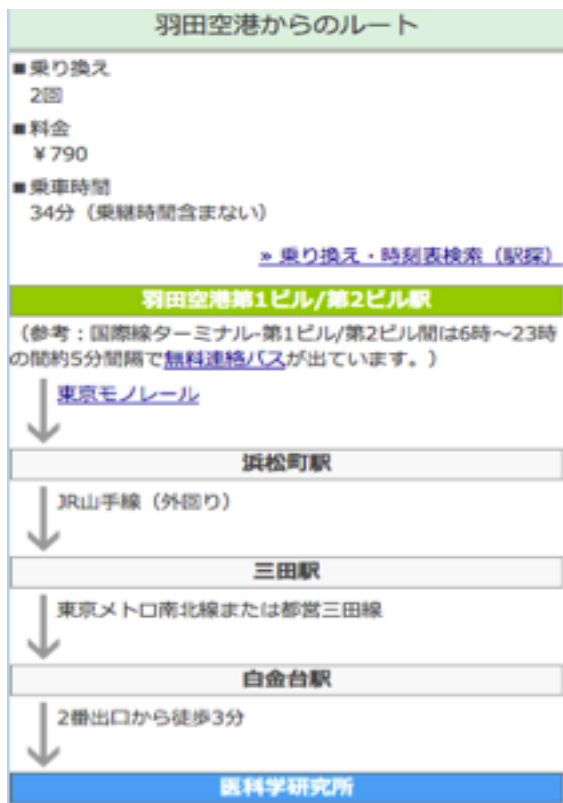 羽田空港からのルート
■乗り換え
2回
■料金
￥790
■乗車時間
34分（乗継時間含まない）
» 乗り換え・時刻表検索（駅探）
羽田空港第1ビル/第2ビル駅
（参考：国際線ターミナル-第1ビル/第2ビル間は6時～23時
の間約5分間隔で無料連絡バスが出ています。）
東京モノレール
浜松町駅
JR山手線（外回り）
三田駅
東京メトロ南北線または都営三田線
白金台駅
2番出口から徒歩3分
医科学研究所